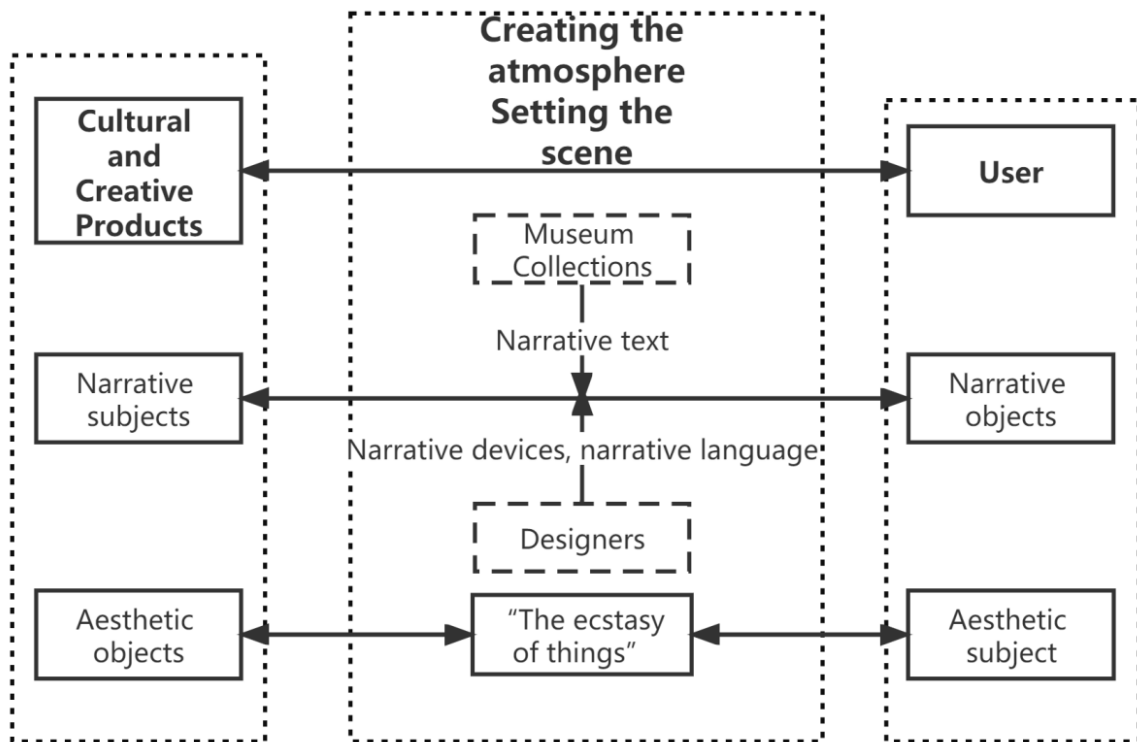 Creating the
atmosphere
Setting the
scene
Cultural
and
Creative
Products
User
Museum
Collections
Narrative text
Narrative
subjects
Narrative
objects
Narrative devices, narrative language
Designers
Aesthetic
objects
“The ecstasy
of things”
Aesthetic
subject